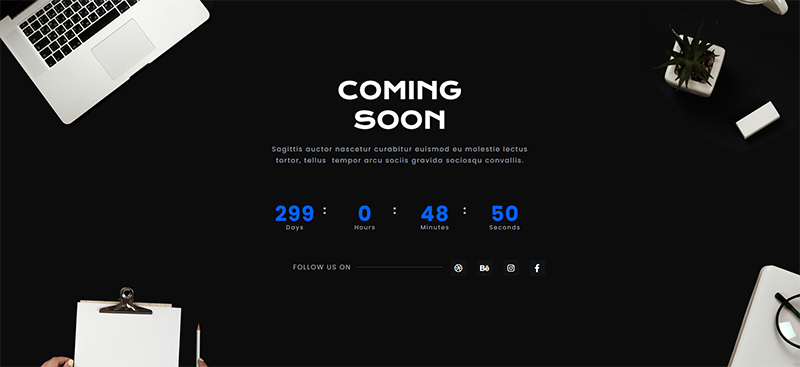 COMING
SOON
Sagittis auctor nascetur curabitur euismod eu molestie lectus
tortor, tellus tempor arcu sociis gravida sociosqu convallis.
299 : 0 : 48 : 50
Days Hours Minutes Seconds
FOLLOW US ON
Bē